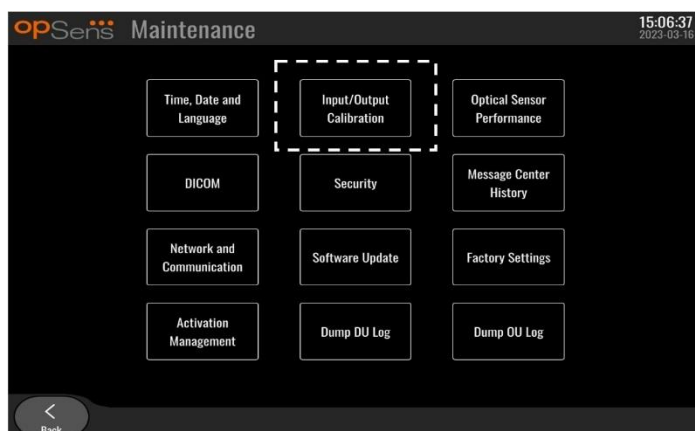 opSens Maintenance
15:06:37
2023-03-16
Time, Date and
Language
Input/Output
Calibration
Optical Sensor
Performance
DICOM
Security
Message Center
History
Network and
Communication
Software Update
Factory Settings
Activation
Management
Dump DU Log
Dump OU Log
Back